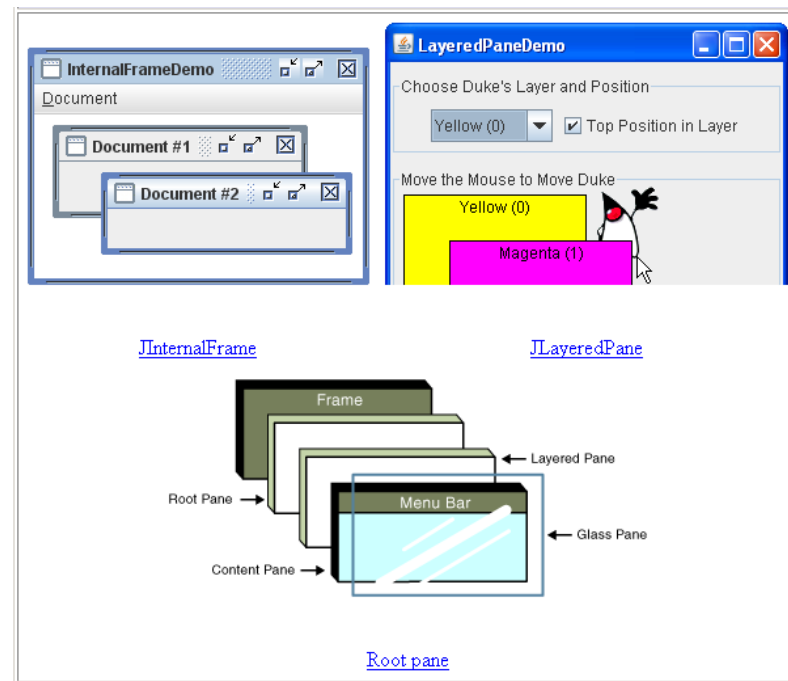 InternalFrameDemo
Document
Document #1
Document #2
LayeredPaneDemo
Choose Duke's Layer and Position
Yellow (0)
Top Position in Layer
Move the Mouse to Move Duke
Yellow (0)
Magenta (1)
JInternalFrame
JLayeredPane
Frame
Layered Pane
Root Pane
Menu Bar
Glass Pane
Content Pane
Root pane